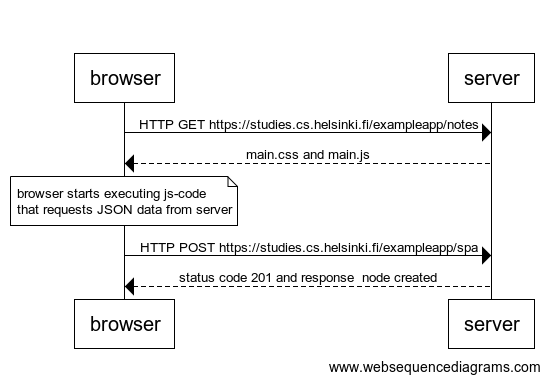 browser
server
HTTP GET https://studies.cs.helsinki.fi/exampleapp/notes
main.css and main.js
browser starts executing js-code
that requests JSON data from server
HTTP POST https://studies.cs.helsinki.fi/exampleapp/spa
status code 201 and response  node created
browser
server
www.websequencediagrams.com